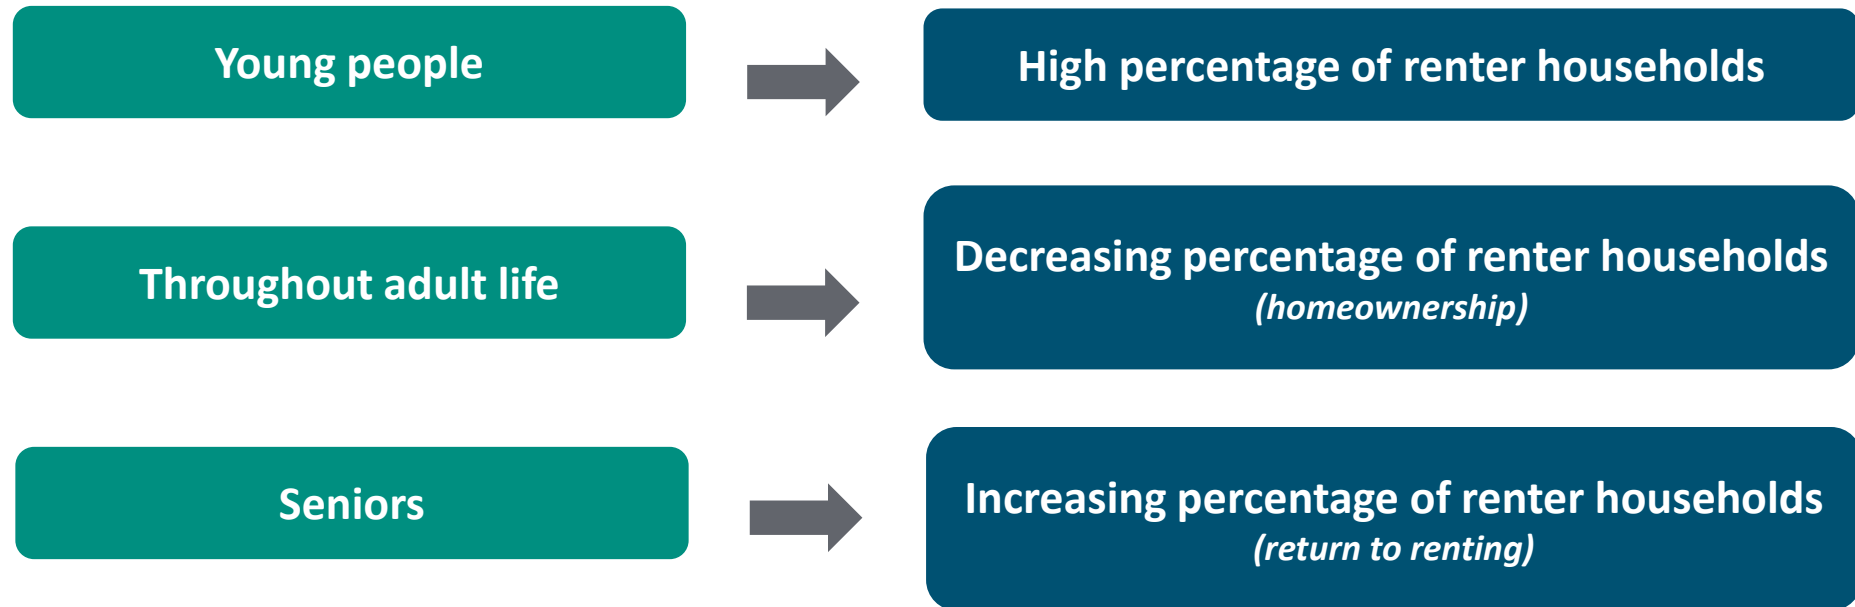 Young people
High percentage of renter households
Throughout adult life
Decreasing percentage of renter households
(homeownership)
Seniors
Increasing percentage of renter households
(return to renting)